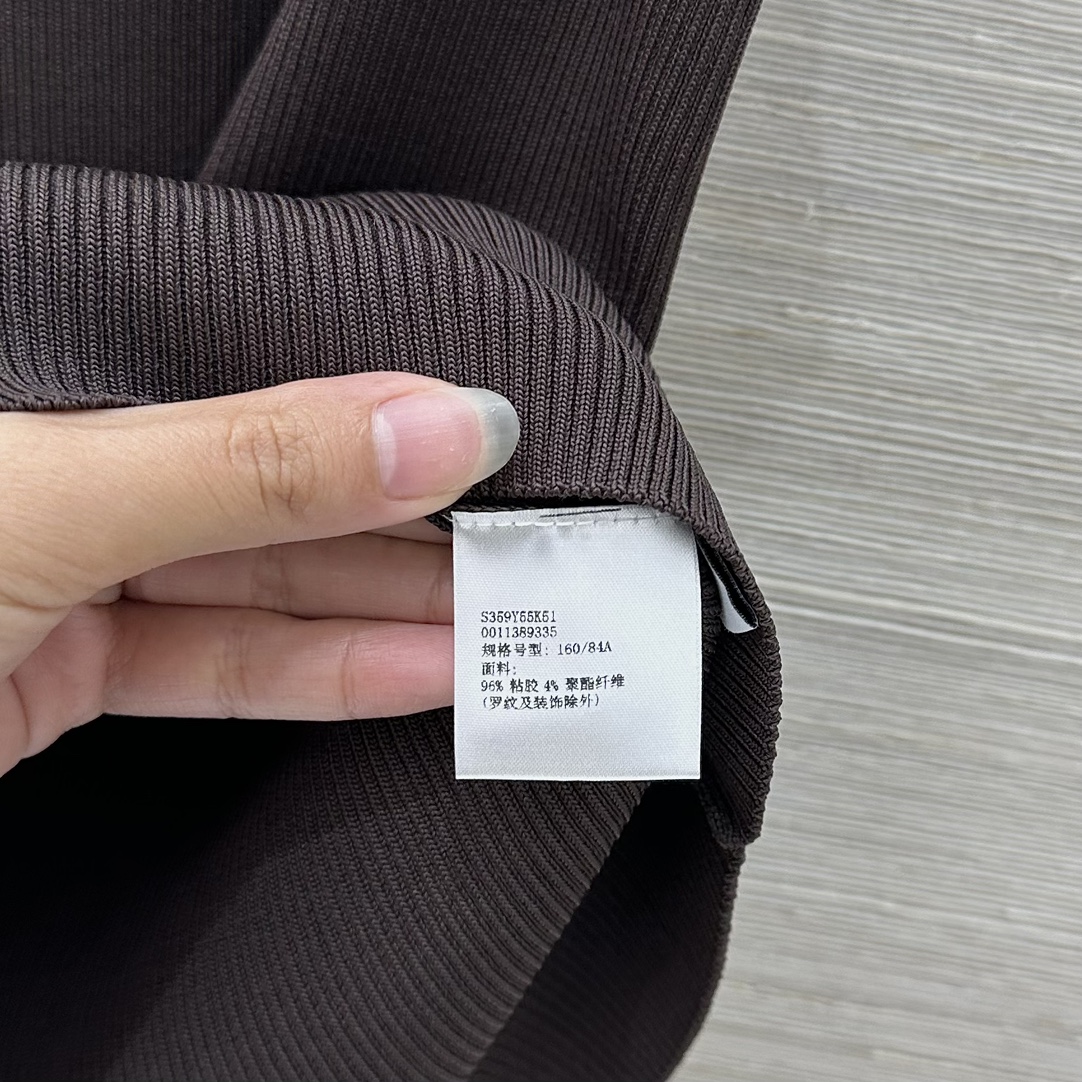 S359Y55K51
0011389335
规格号型: 160/84A
面料:
96% 粘胶 4% 聚酯纤维
(罗纹及装饰除外)